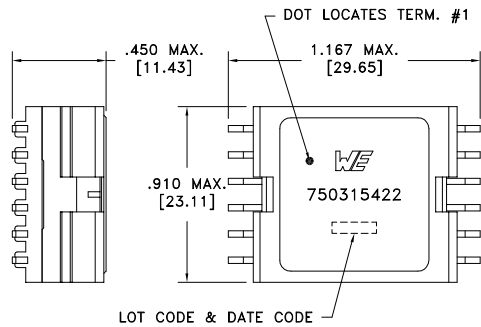 DOT LOCATES TERM. #1
.450 MAX.
[11.43]
1.167 MAX.
[29.65]
.910 MAX.
[23.11]
WE
750315422
LOT CODE & DATE CODE